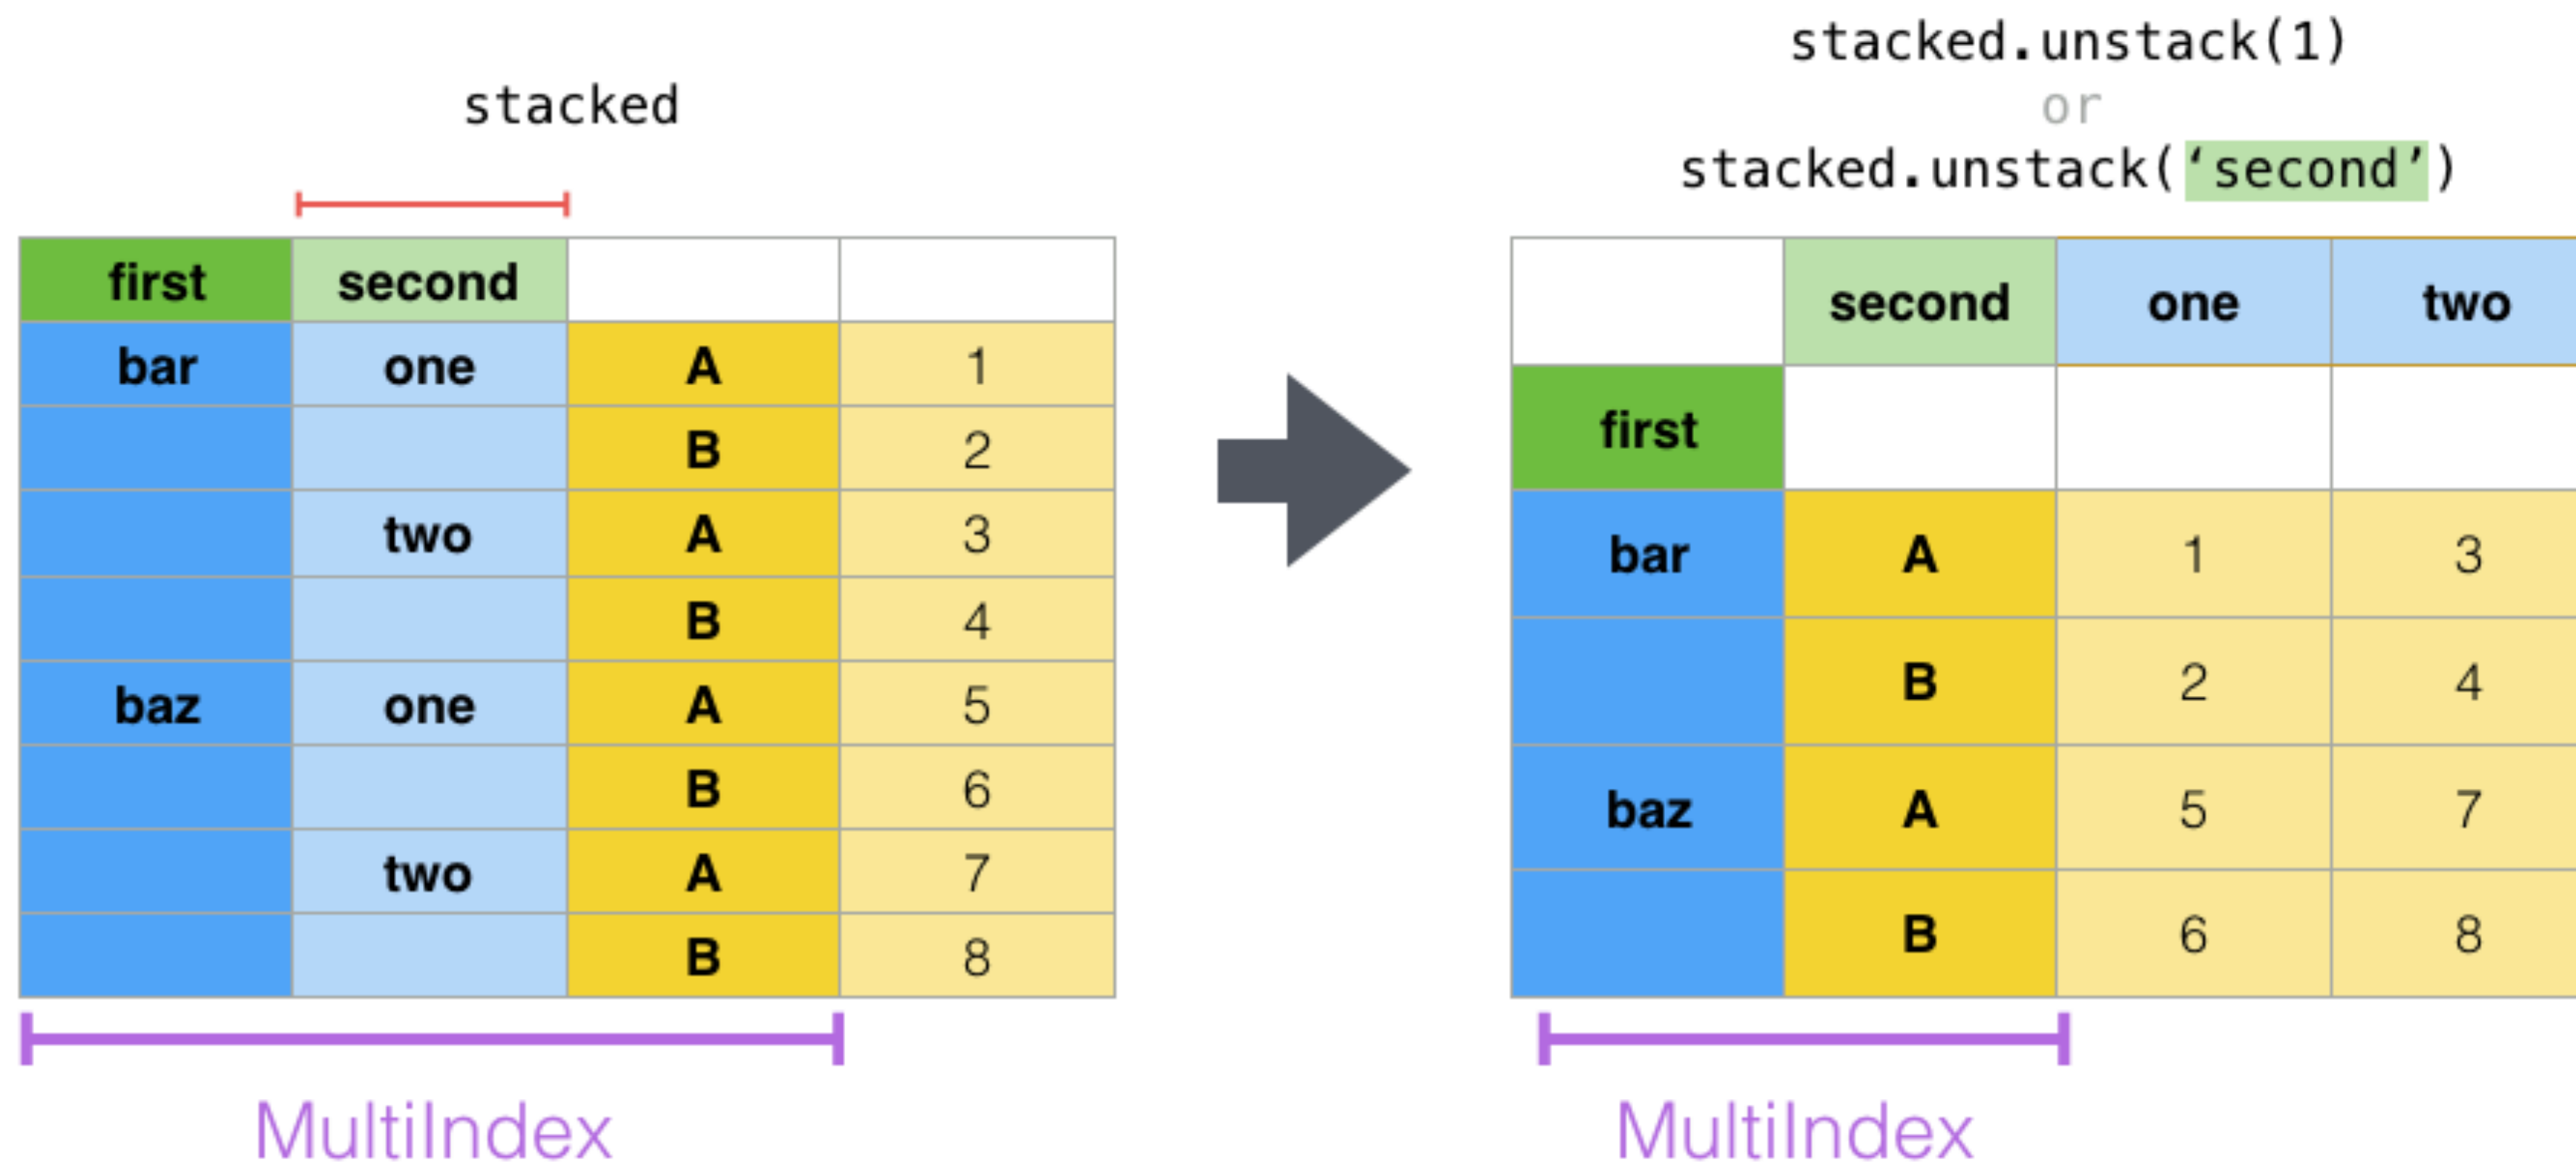 stacked
first second
bar one A 1
B 2
two A 3
B 4
baz one A 5
B 6
two A 7
B 8
MultiIndex
stacked.unstack(1)
or
stacked.unstack(‘second’)
second one two
first
bar A 1 3
B 2 4
baz A 5 7
B 6 8
MultiIndex